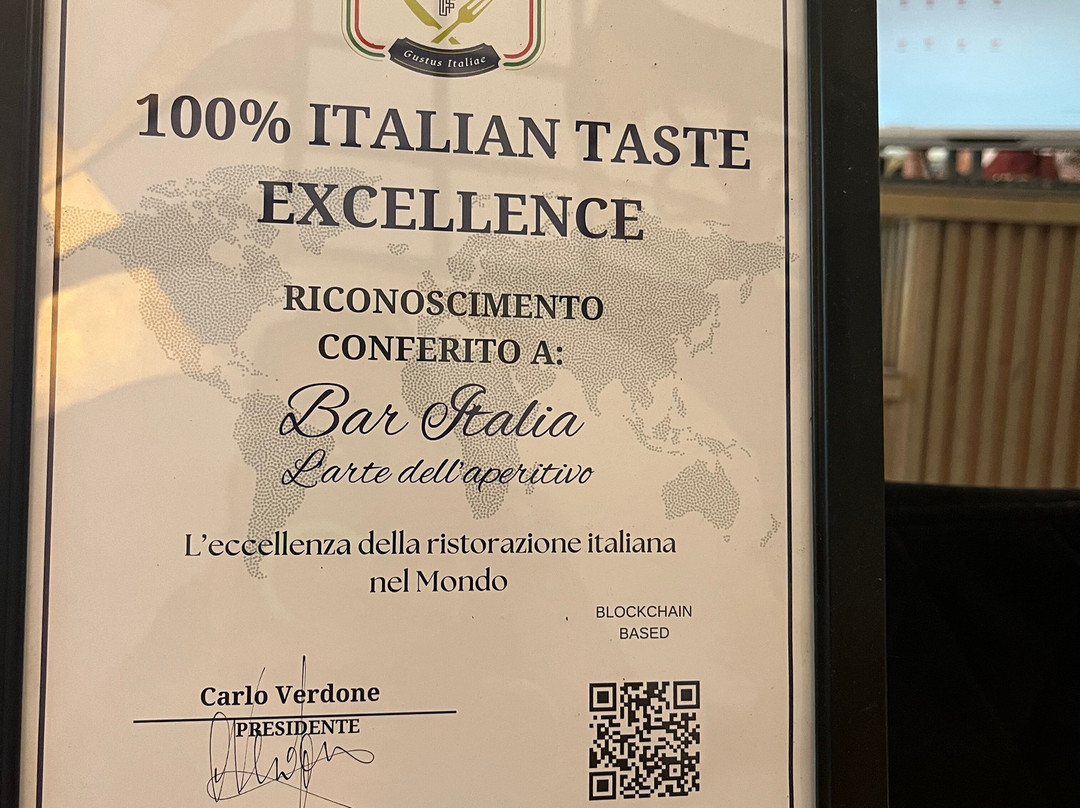 Gustus Italiae
100% ITALIAN TASTE
EXCELLENCE
RICONOSCIMENTO
CONFERITO A:
Bar Italia
L'arte dell'aperitivo
L'eccellenza della ristorazione italiana
nel Mondo
BLOCKCHAIN
BASED
Carlo Verdone
PRESIDENTE